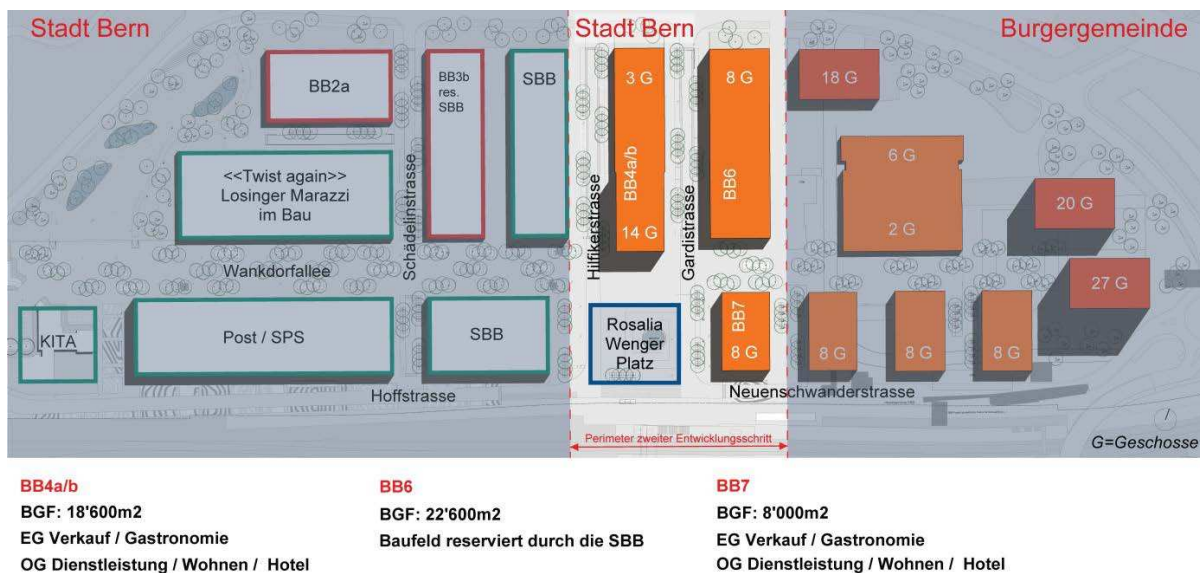 Stadt Bern
Stadt Bern
Burgergemeinde
BB2a
BB3b
res.
SBB
SBB
3 G
BB4a/b
14 G
8 G
BB6
18 G
<<Twist again>>
Losinger Marazzi
im Bau
Schädelinstrasse
Hilfikerstrasse
Gardistrasse
6 G
2 G
20 G
27 G
Wankdorfallee
KITA
Post / SPS
SBB
Rosalia
Wenger
Platz
BB7
8 G
8 G
8 G
8 G
Hoffstrasse
Neuenschwanderstrasse
Perimeter zweiter Entwicklungsschritt
G=Geschosse
BB4a/b
BGF: 18'600m2
EG Verkauf / Gastronomie
OG Dienstleistung / Wohnen / Hotel
BB6
BGF: 22'600m2
Baufeld reserviert durch die SBB
BB7
BGF: 8'000m2
EG Verkauf / Gastronomie
OG Dienstleistung / Wohnen / Hotel